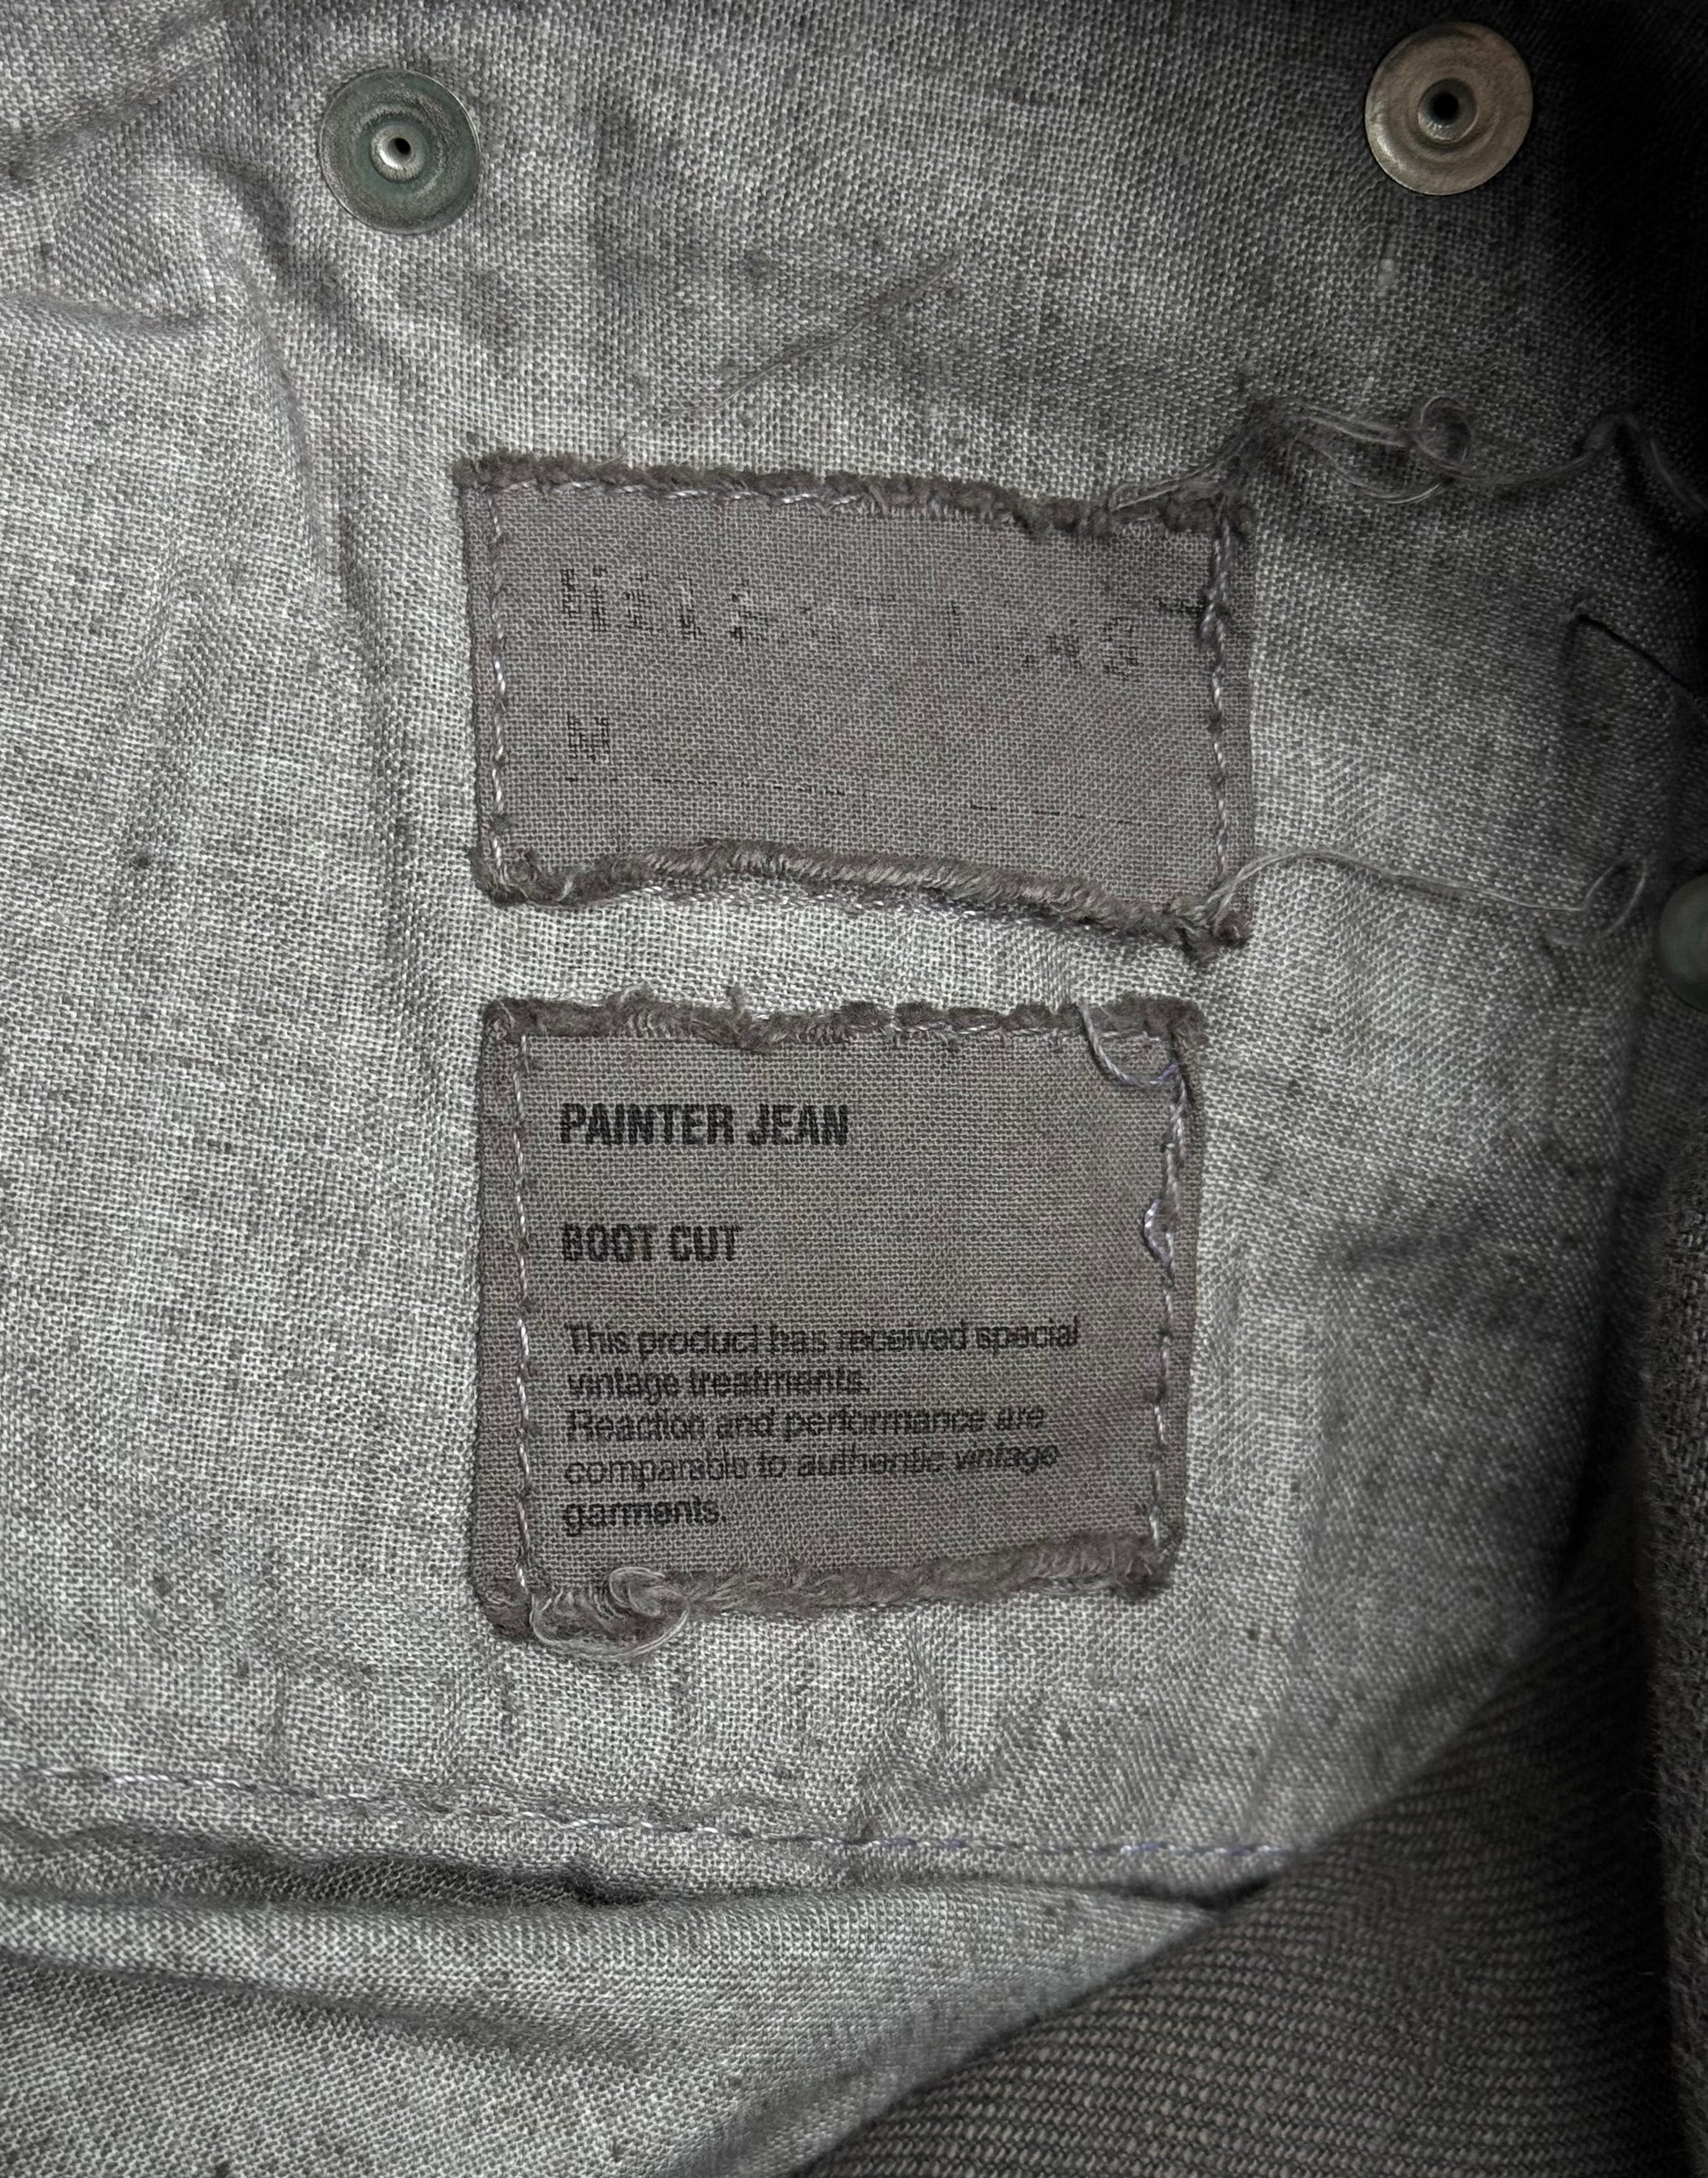 PAINTER JEAN
BOOT CUT
This product has received special
vintage treatments.
Reaction and performance are
comparable to authentic vintage
garments.